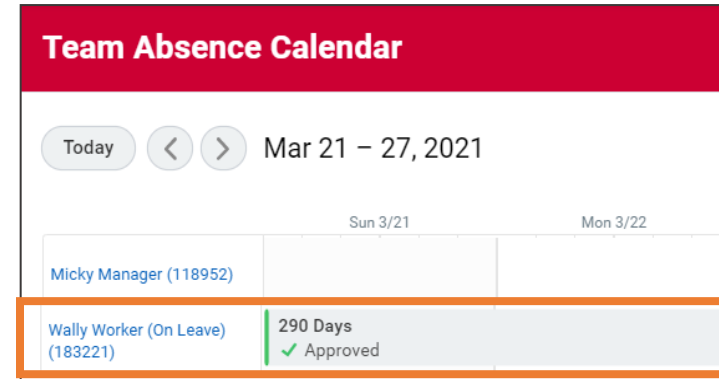 Team Absence Calendar
Today
Mar 21 – 27, 2021
Sun 3/21
Mon 3/22
Micky Manager (118952)
Wally Worker (On Leave)
(183221)
290 Days
Approved